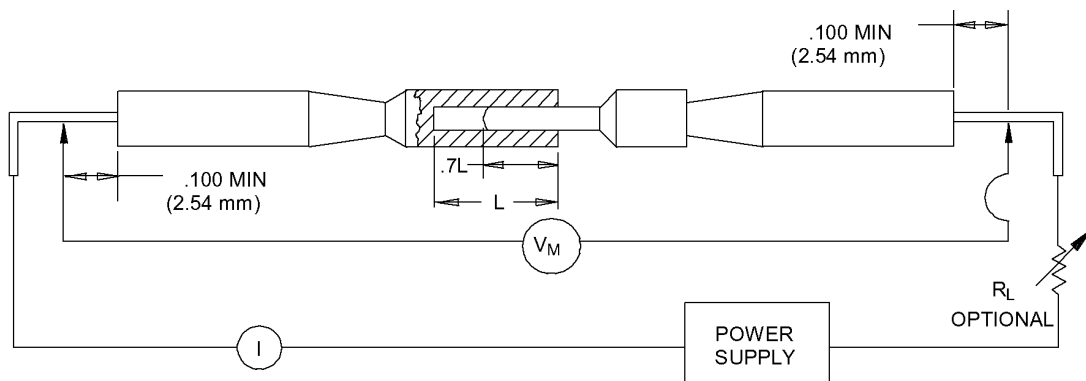 .100 MIN
(2.54 mm)
.7L
.100 MIN
(2.54 mm)
L
VM
RL
OPTIONAL
I
POWER
SUPPLY